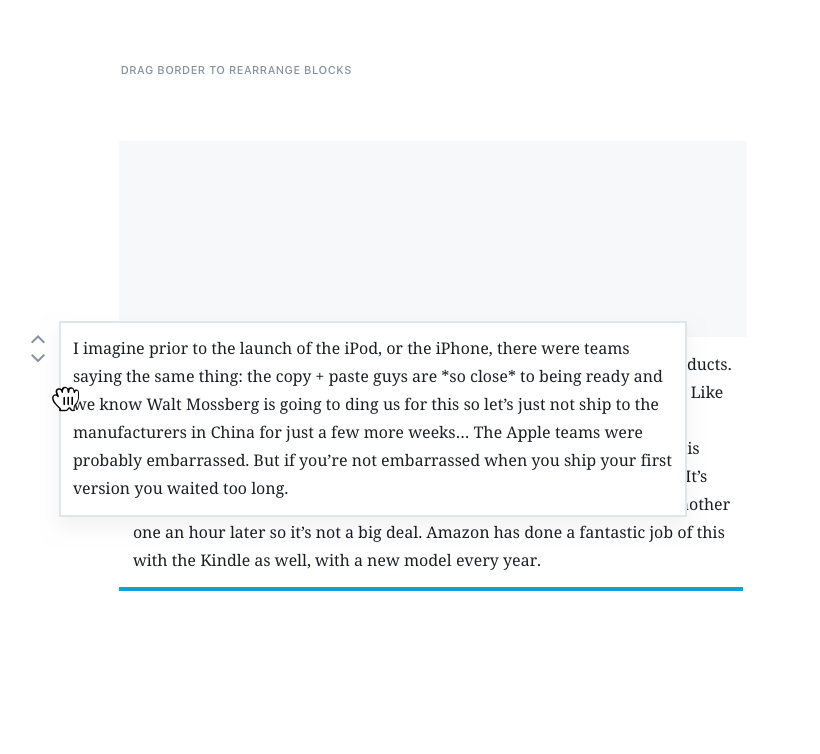 DRAG BORDER TO REARRANGE BLOCKS
I imagine prior to the launch of the iPod, or the iPhone, there were teams
saying the same thing: the copy + paste guys are *so close* to being ready and
we know Walt Mossberg is going to ding us for this so let’s just not ship to the
manufacturers in China for just a few more weeks… The Apple teams were
probably embarrassed. But if you’re not embarrassed when you ship your first
version you waited too long.
ducts.
Like
is
It’s
other
one an hour later so it’s not a big deal. Amazon has done a fantastic job of this
with the Kindle as well, with a new model every year.